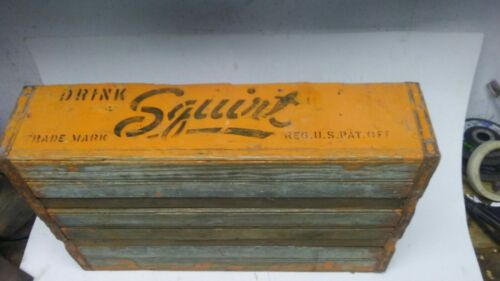 DRINK Squirt
TRADE MARK REG. U.S. PAT. OFF